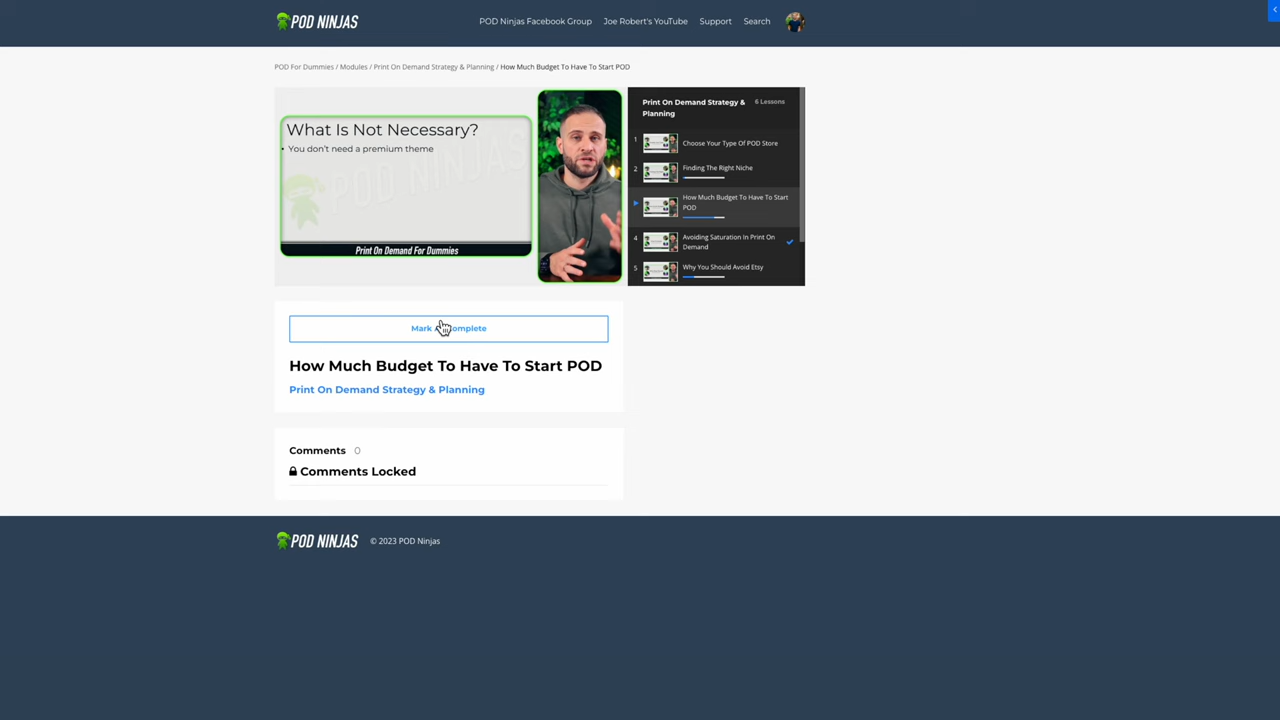 POD NINJAS
POD Ninjas Facebook Group
Joe Robert's YouTube
Support
Search
POD For Dummies / Modules / Print On Demand Strategy & Planning / How Much Budget To Have To Start POD
What Is Not Necessary?
• You don't need a premium theme
POD NINJAS
Print On Demand For Dummies
Print On Demand Strategy &
Planning
6 Lessons
1
Choose Your Type Of POD Store
2
Finding The Right Niche
How Much Budget To Have To Start
POD
4
Avoiding Saturation In Print On
Demand
5
Why You Should Avoid Etsy
Mark As Complete
How Much Budget To Have To Start POD
Print On Demand Strategy & Planning
Comments 0
Comments Locked
POD NINJAS
© 2023 POD Ninjas